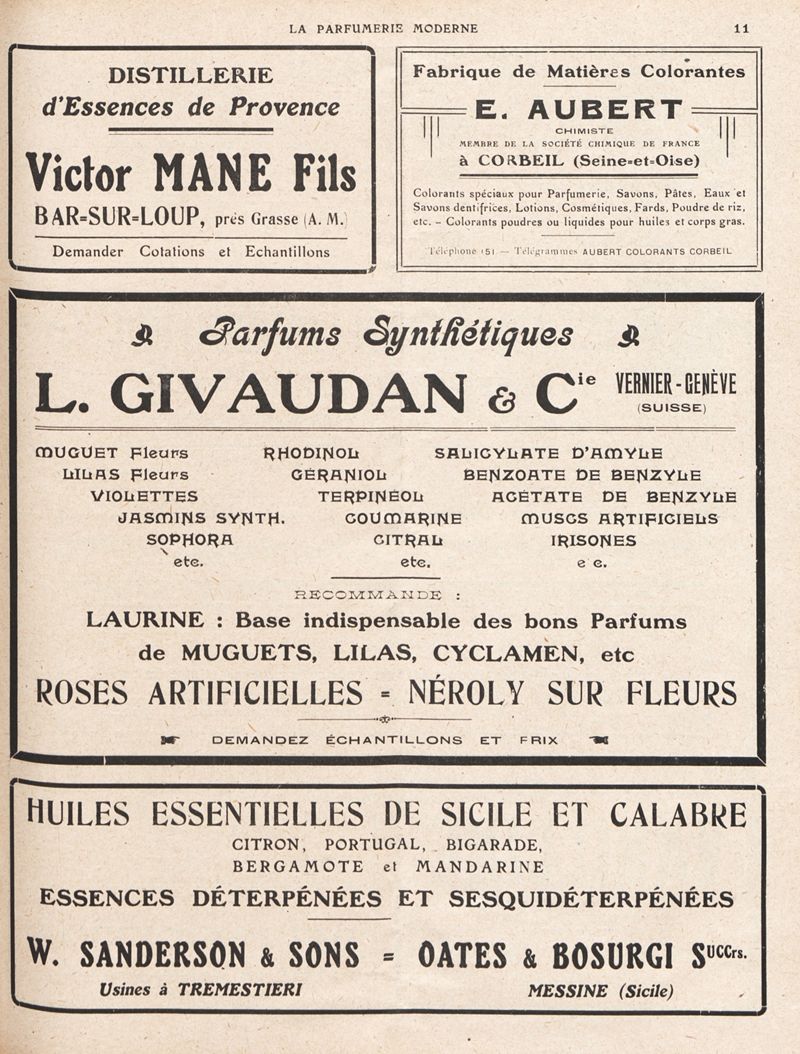 LA PARFUMERIE MODERNE 11
DISTILLERIE
d'Essences de Provence
Victor MANE Fils
BAR=SUR=LOUP, près Grasse (A. M.)
Demander Cotations et Echantillons
Fabrique de Matières Colorantes
E. AUBERT
CHIMISTE
MEMBRE DE LA SOCIÉTÉ CHIMIQUE DE FRANCE
à CORBEIL (Seine=et=Oise)
Colorants spéciaux pour Parfumerie, Savons, Pâtes, Eaux et
Savons dentifrices, Lotions, Cosmétiques, Fards, Poudre de riz,
etc. – Colorants poudres ou liquides pour huiles et corps gras.
Téléphone 151 — Télégrammes AUBERT COLORANTS CORBEIL
Parfums Synthétiques
L. GIVAUDAN & Cie VERNIER-GENÈVE
(SUISSE)
MUGUET Fleurs RHODINOL SALICYLATE D'AMYLE
LILAS Fleurs GÉRANIOL BENZOATE DE BENZYLE
VIOLETTES TERPINÉOL ACÉTATE DE BENZYLE
JASMINS SYNTH. COUMARINE MUSCS ARTIFICIELS
SOPHORA CITRAL IRISONES
etc. etc. e c.
RECOMMANDE :
LAURINE : Base indispensable des bons Parfums
de MUGUETS, LILAS, CYCLAMEN, etc
ROSES ARTIFICIELLES = NÉROLY SUR FLEURS
DEMANDEZ ÉCHANTILLONS ET PRIX
HUILES ESSENTIELLES DE SICILE ET CALABRE
CITRON, PORTUGAL, BIGARADE,
BERGAMOTE et MANDARINE
ESSENCES DÉTERPÉNÉES ET SESQUIDÉTERPÉNÉES
W. SANDERSON & SONS = OATES & BOSURGI Succrs.
Usines à TREMESTIERI MESSINE (Sicile)